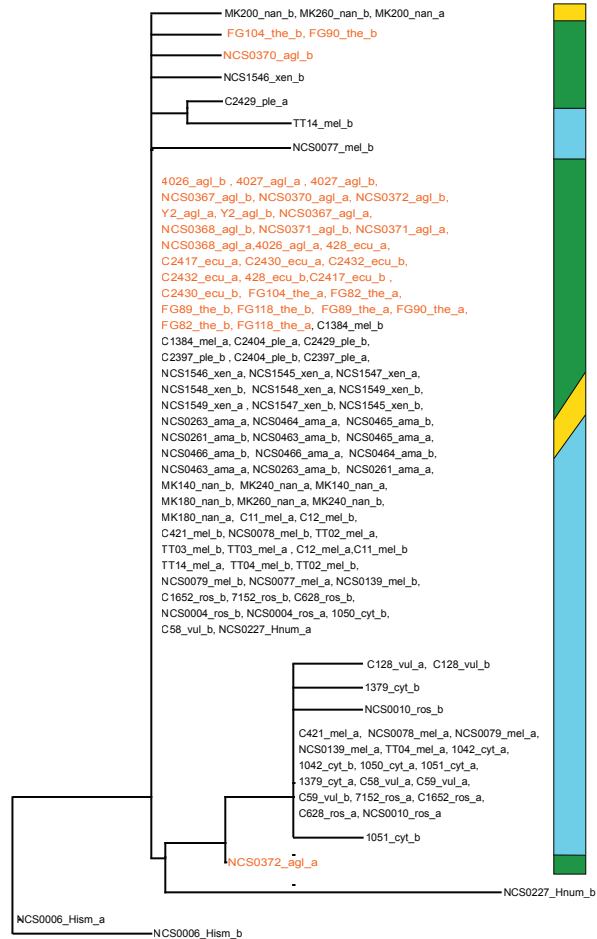 MK200_nan_b, MK260_nan_b, MK200_nan_a
FG104_the_b, FG90_the_b
NCS0370_agl_b
NCS1546_xen_b
C2429_ple_a
TT14_mel_b
NCS0077_mel_b
4026_agl_b , 4027_agl_a , 4027_agl_b,
NCS0367_agl_b, NCS0370_agl_a, NCS0372_agl_b,
Y2_agl_a, Y2_agl_b, NCS0367_agl_a,
NCS0368_agl_b, NCS0371_agl_b, NCS0371_agl_a,
NCS0368_agl_a,4026_agl_a, 428_ecu_a,
C2417_ecu_a, C2430_ecu_a, C2432_ecu_b,
C2432_ecu_a, 428_ecu_b,C2417_ecu_b ,
C2430_ecu_b, FG104_the_a, FG82_the_a,
FG89_the_b, FG118_the_b, FG89_the_a, FG90_the_a,
FG82_the_b, FG118_the_a, C1384_mel_b
C1384_mel_a, C2404_ple_a, C2429_ple_b,
C2397_ple_b , C2404_ple_b, C2397_ple_a,
NCS1546_xen_a, NCS1545_xen_a, NCS1547_xen_a,
NCS1548_xen_b, NCS1548_xen_a, NCS1549_xen_b,
NCS1549_xen_a , NCS1547_xen_b, NCS1545_xen_b,
NCS0263_ama_a, NCS0464_ama_a, NCS0465_ama_b,
NCS0261_ama_b, NCS0463_ama_b, NCS0465_ama_a,
NCS0466_ama_b, NCS0466_ama_a, NCS0464_ama_b,
NCS0463_ama_a, NCS0263_ama_b, NCS0261_ama_a,
MK140_nan_b, MK240_nan_a, MK140_nan_a,
MK180_nan_b, MK260_nan_a, MK240_nan_b,
MK180_nan_a, C11_mel_a, C12_mel_b,
C421_mel_b, NCS0078_mel_b, TT02_mel_a,
TT03_mel_b, TT03_mel_a , C12_mel_a,C11_mel_b
TT14_mel_a, TT04_mel_b, TT02_mel_b,
NCS0079_mel_b, NCS0077_mel_a, NCS0139_mel_b,
C1652_ros_b, 7152_ros_b, C628_ros_b,
NCS0004_ros_b, NCS0004_ros_a, 1050_cyt_b,
C58_vul_b, NCS0227_Hnum_a
C128_vul_a, C128_vul_b
1379_cyt_b
NCS0010_ros_b
C421_mel_a, NCS0078_mel_a, NCS0079_mel_a,
NCS0139_mel_a, TT04_mel_a, 1042_cyt_a,
1042_cyt_b, 1050_cyt_a, 1051_cyt_a,
1379_cyt_a, C58_vul_a, C59_vul_a,
C59_vul_b, 7152_ros_a, C1652_ros_a,
C628_ros_a, NCS0010_ros_a
1051_cyt_b
NCS0372_agl_a
NCS0227_Hnum_b
NCS0006_Hism_a
NCS0006_Hism_b